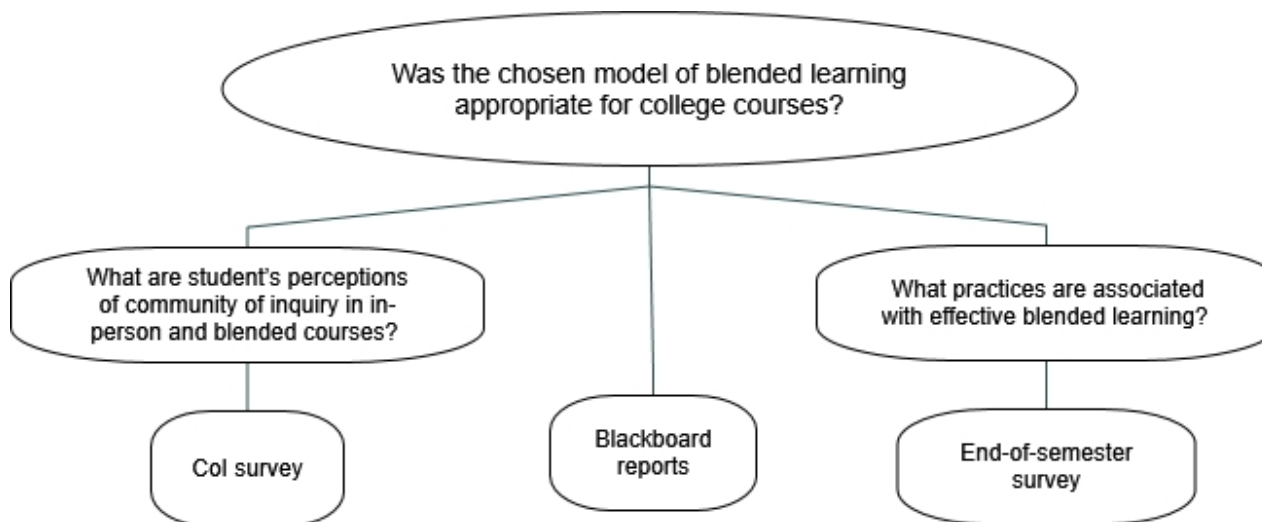 Was the chosen model of blended learning
appropriate for college courses?
What are student's perceptions
of community of inquiry in in-
person and blended courses?
What practices are associated
with effective blended learning?
CoI survey
Blackboard
reports
End-of-semester
survey